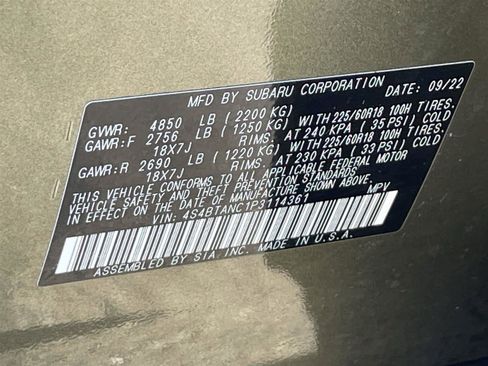 MFD BY SUBARU CORPORATION DATE: 09/22
GVWR: 4850 LB (2200 KG)
GAWR:F 2756 LB (1250 KG) WITH 225/60R18 100H TIRES,
18X7J RIMS, AT 240 KPA ( 35 PSI) COLD
GAWR:R 2690 LB (1220 KG) WITH 225/60R18 100H TIRES,
18X7J RIMS, AT 230 KPA ( 33 PSI) COLD
THIS VEHICLE CONFORMS TO ALL APPLICABLE FEDERAL MOTOR
VEHICLE SAFETY, BUMPER, AND THEFT PREVENTION STANDARDS
IN EFFECT ON THE DATE OF MANUFACTURE SHOWN ABOVE.
VIN: 4S4BTANC1P3114361 MPV
ASSEMBLED BY SIA, INC. MADE IN U.S.A.